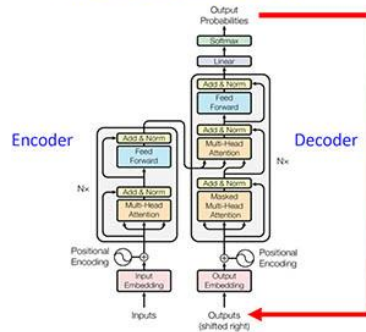 Output
Probabilities
Softmax
Linear
Add & Norm
Feed
Forward
Add & Norm
Multi-Head
Attention
Add & Norm
Masked
Multi-Head
Attention
Nx
Decoder
Positional
Encoding
Output
Embedding
Outputs
(shifted right)
Encoder
Add & Norm
Feed
Forward
Nx
Add & Norm
Multi-Head
Attention
Positional
Encoding
Input
Embedding
Inputs